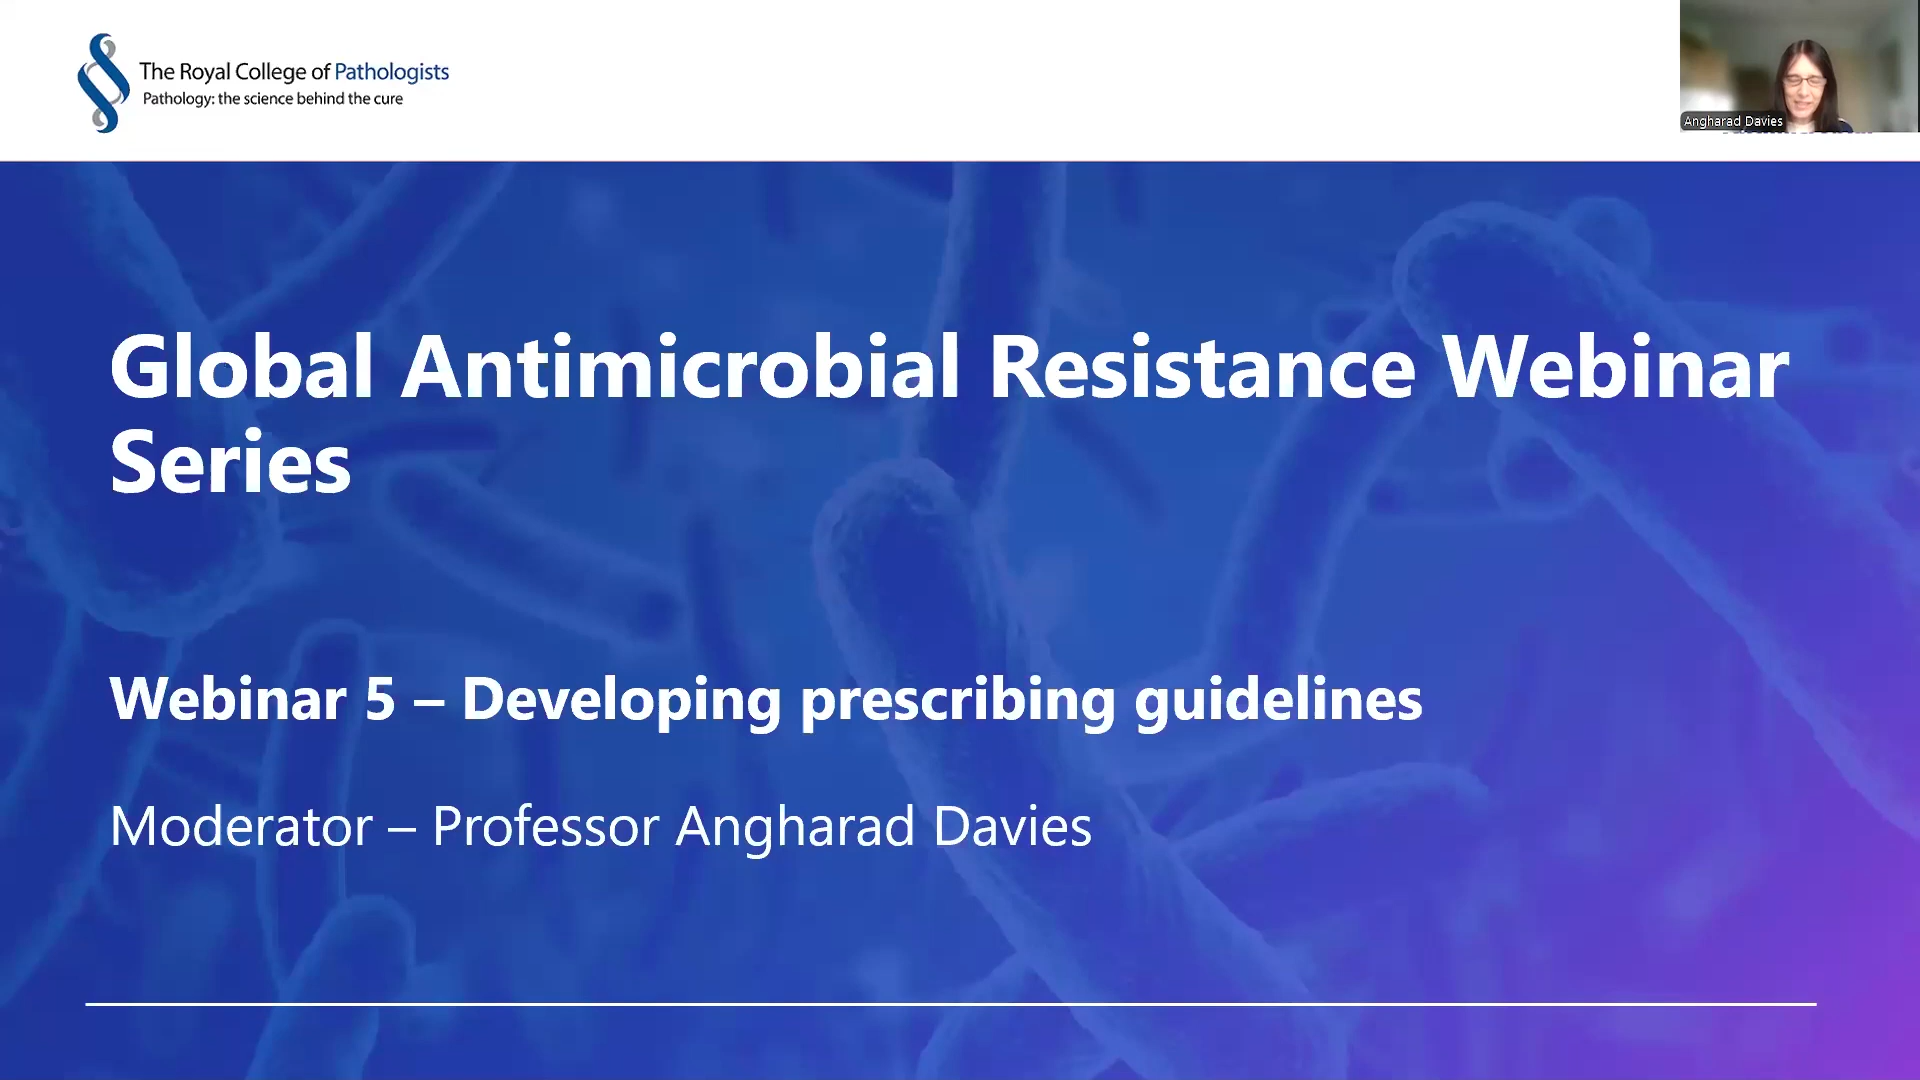 The Royal College of Pathologists
Pathology: the science behind the cure
Angharad Davies
Global Antimicrobial Resistance Webinar
Series
Webinar 5 – Developing prescribing guidelines
Moderator – Professor Angharad Davies